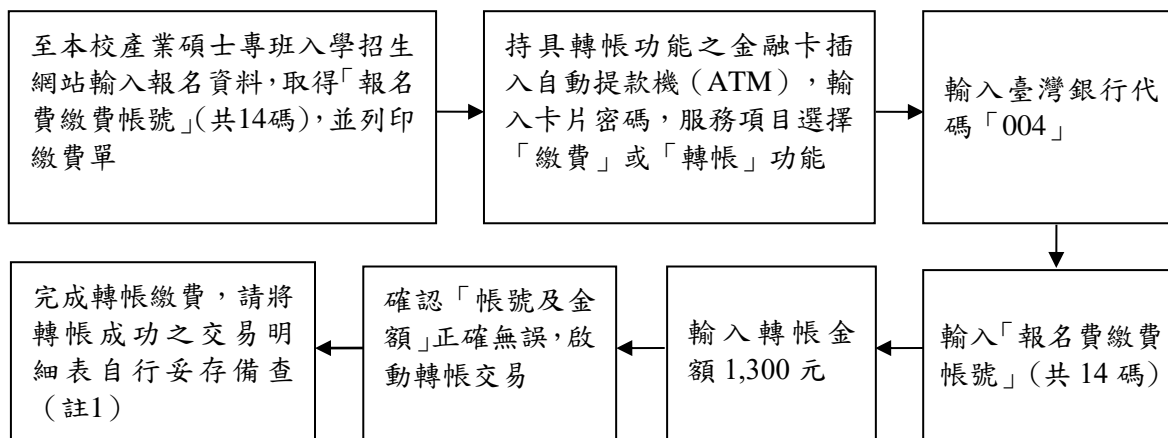 至本校產業碩士專班入學招生
網站輸入報名資料,取得「報名
費繳費帳號」(共14碼),並列印
繳費單
持具轉帳功能之金融卡插
入自動提款機（ATM），輸
入卡片密碼，服務項目選擇
「繳費」或「轉帳」功能
輸入臺灣銀行代
碼「004」
輸入「報名費繳費
帳號」(共 14 碼)
輸入轉帳金
額 1,300 元
確認「帳號及金
額」正確無誤,啟
動轉帳交易
完成轉帳繳費，請將
轉帳成功之交易明
細表自行妥存備查
（註1）